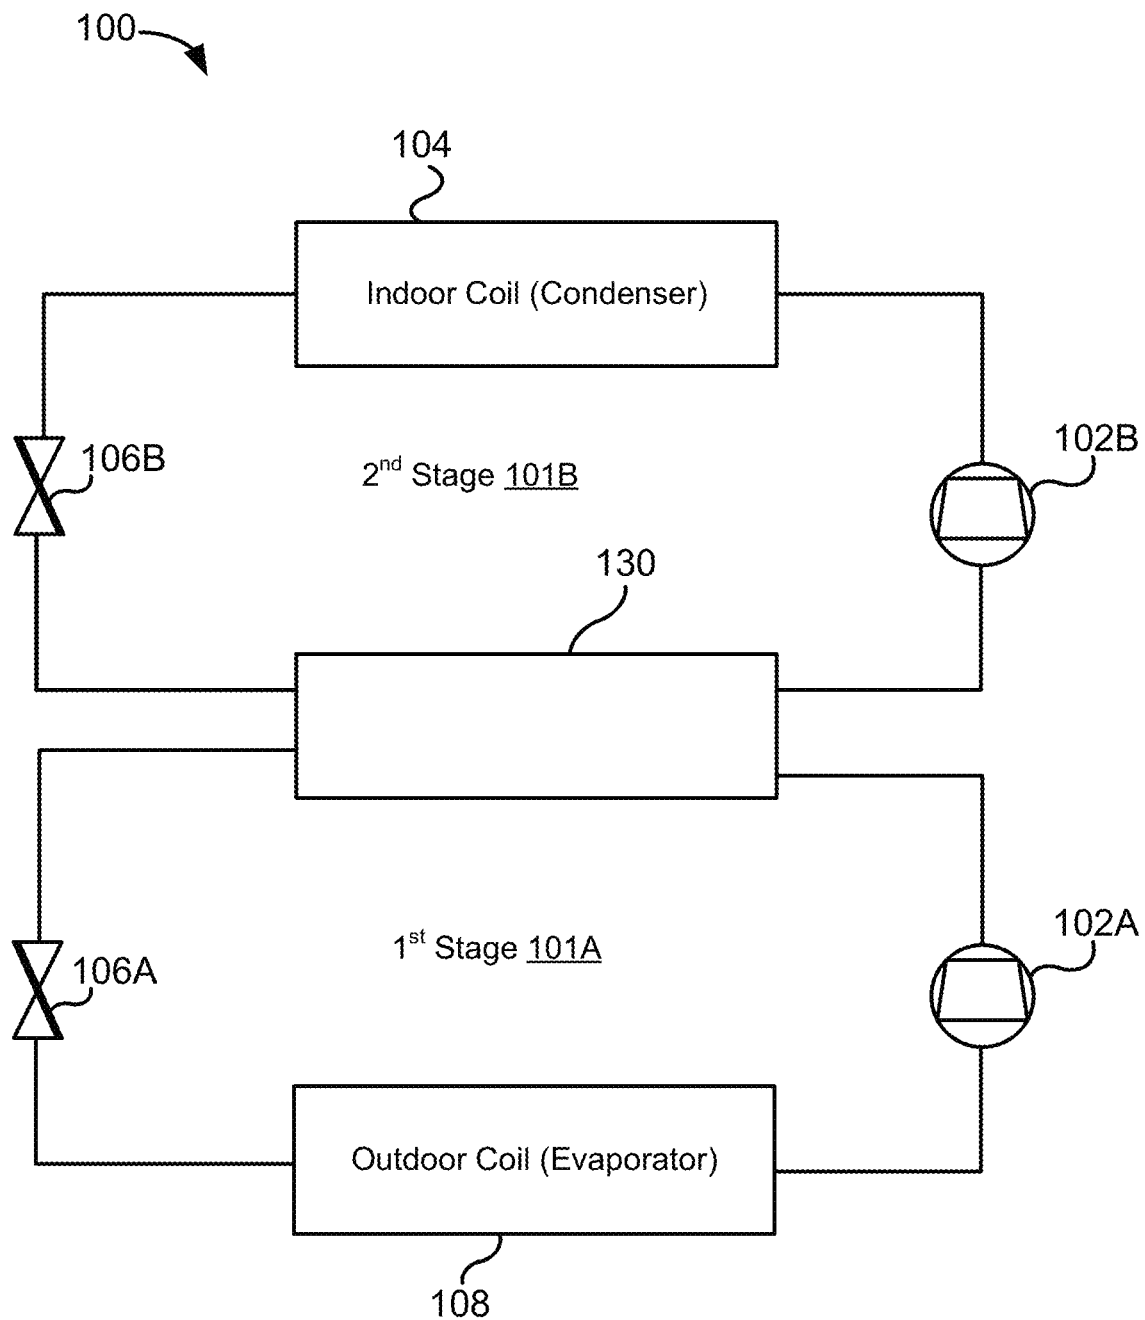 100
104
Indoor Coil (Condenser)
102B
106B
2nd Stage 101B
130
102A
1st Stage 101A
106A
Outdoor Coil (Evaporator)
108